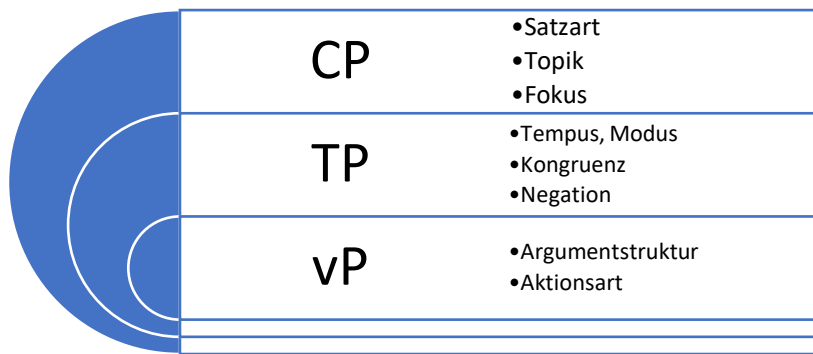 CP
•Satzart
•Topik
•Fokus
TP
•Tempus, Modus
•Kongruenz
•Negation
vP
•Argumentstruktur
•Aktionsart